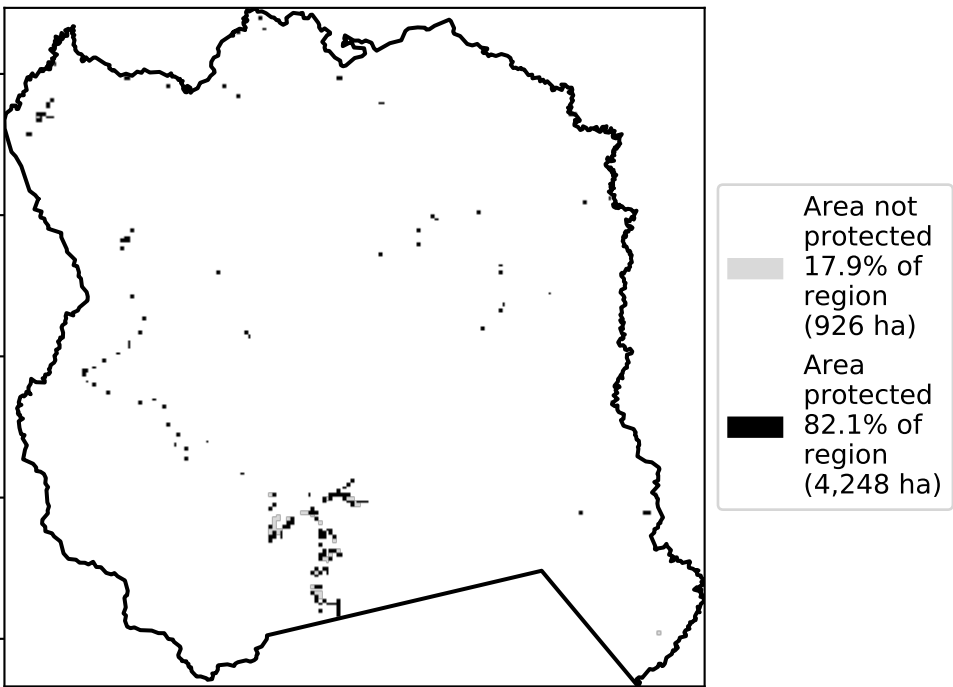 Area not
protected
17.9% of
region
(926 ha)
Area
protected
82.1% of
region
(4,248 ha)